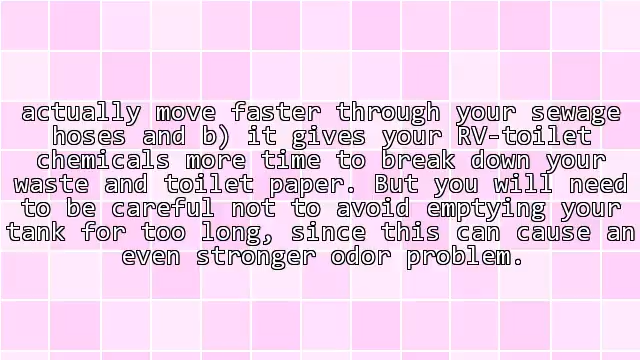 actually move faster through your sewage
hoses and b) it gives your RV-toilet
chemicals more time to break down your
waste and toilet paper. But you will need
to be careful not to avoid emptying your
tank for too long, since this can cause an
even stronger odor problem.